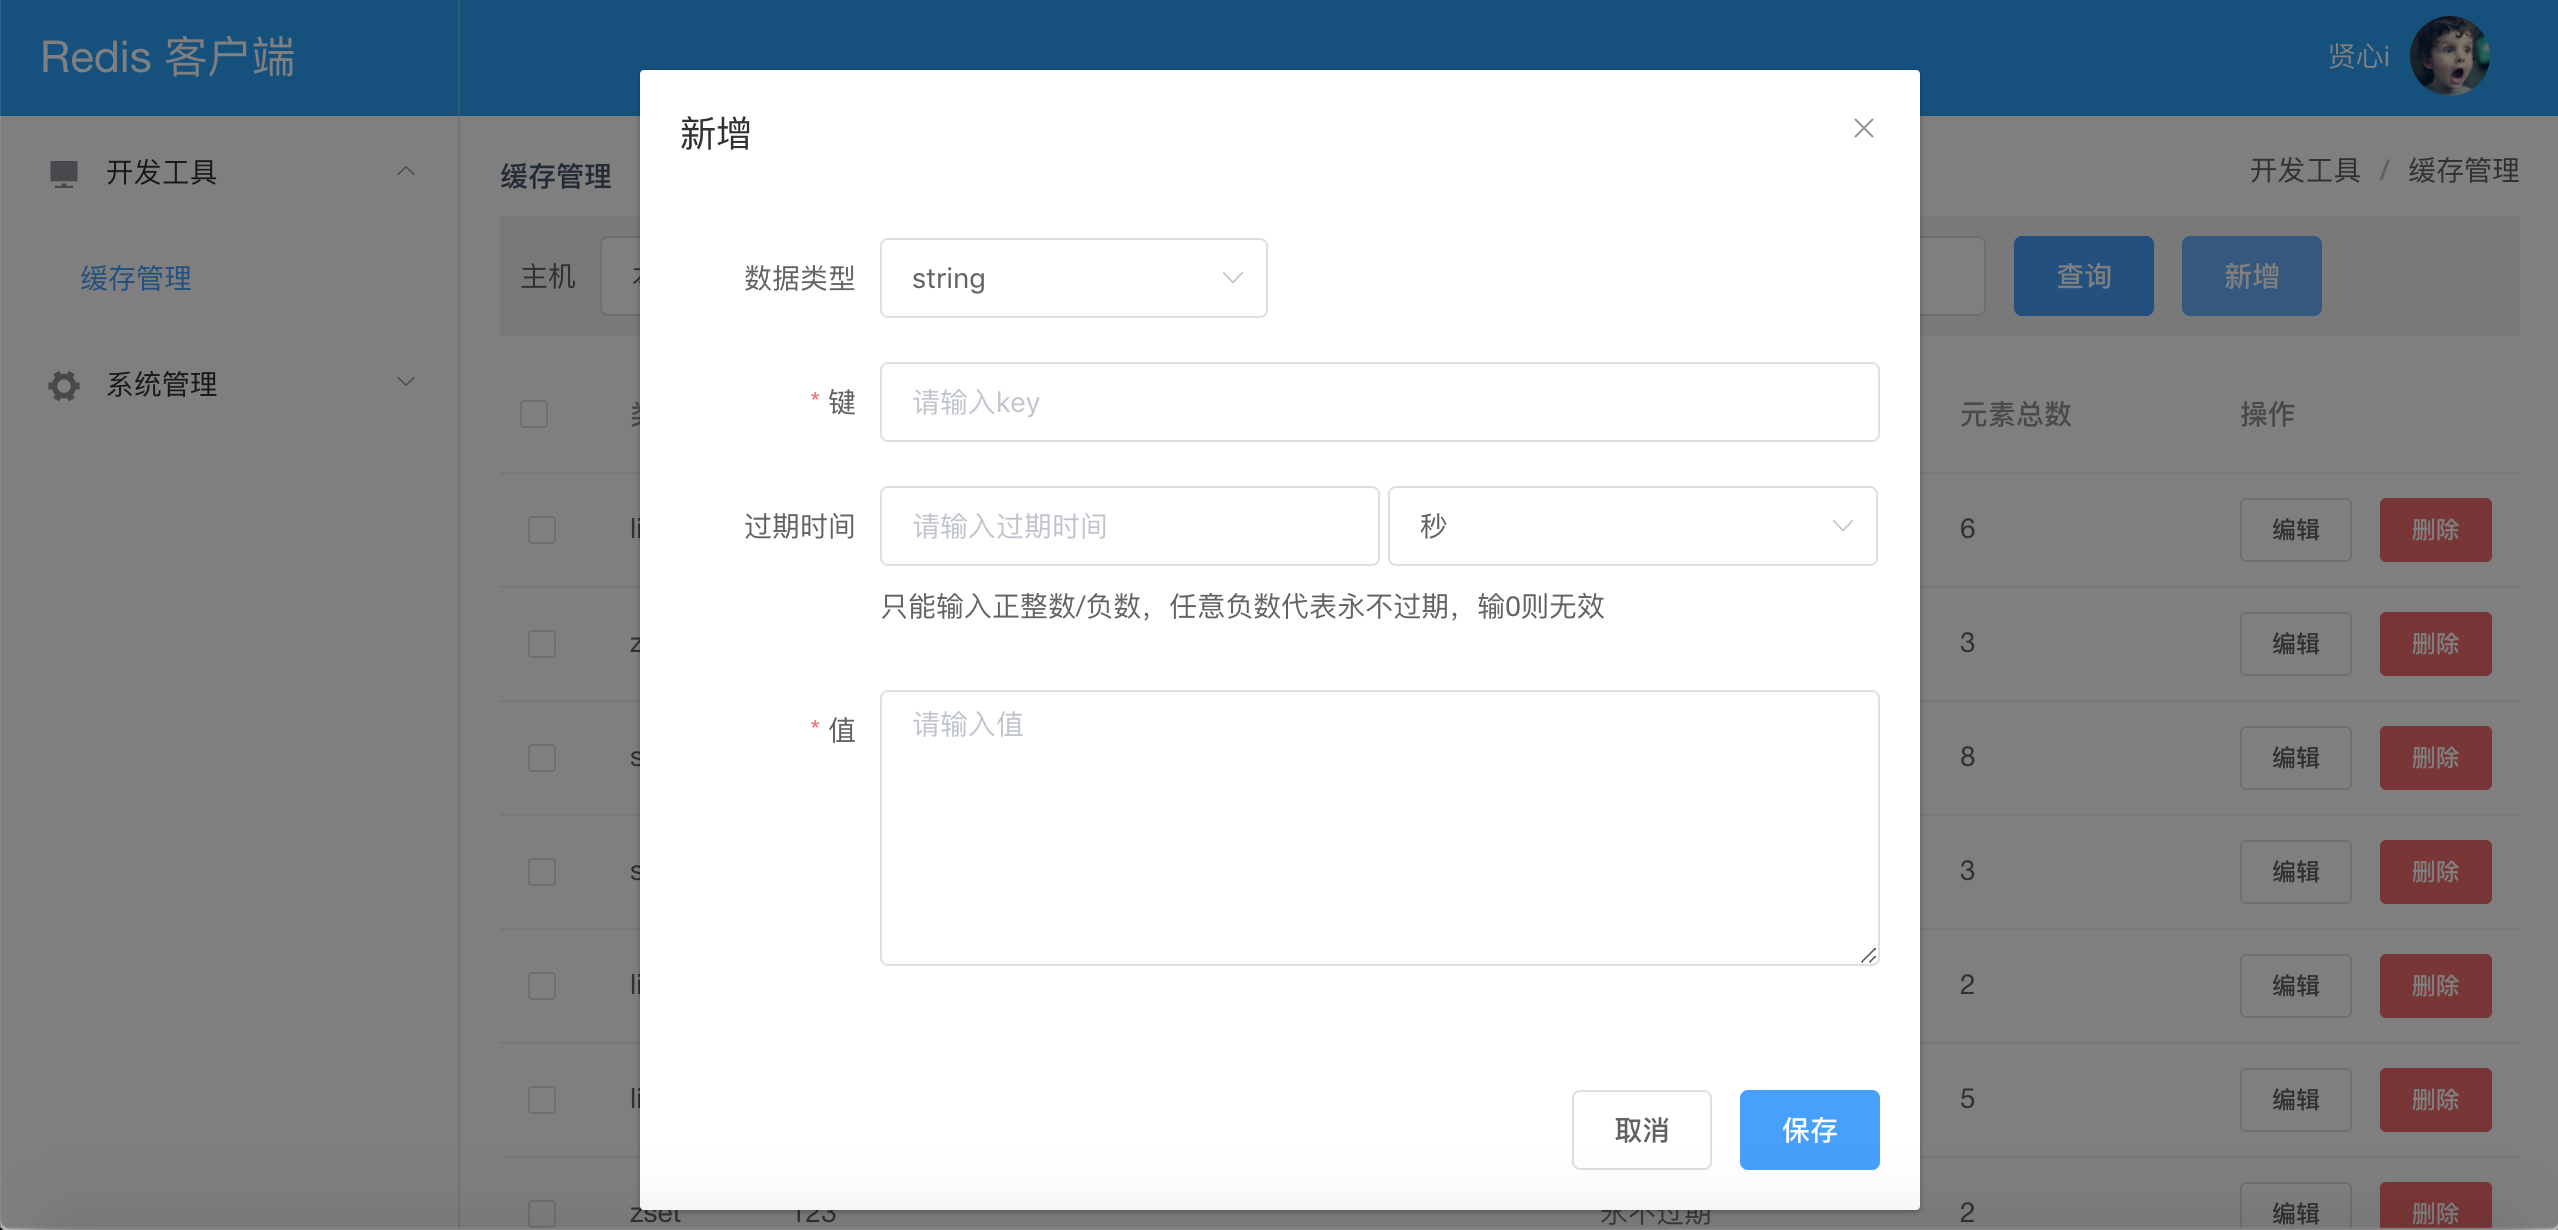 Redis 客户端
贤心i
开发工具
缓存管理
系统管理
缓存管理
开发工具 / 缓存管理
主机
查询
新增
元素总数
操作
6
编辑
删除
3
编辑
删除
8
编辑
删除
3
编辑
删除
2
编辑
删除
5
编辑
删除
zset
123
永不过期
2
编辑
删除
新增
数据类型
string
* 键
请输入key
过期时间
请输入过期时间
秒
只能输入正整数/负数，任意负数代表永不过期，输0则无效
* 值
请输入值
取消
保存